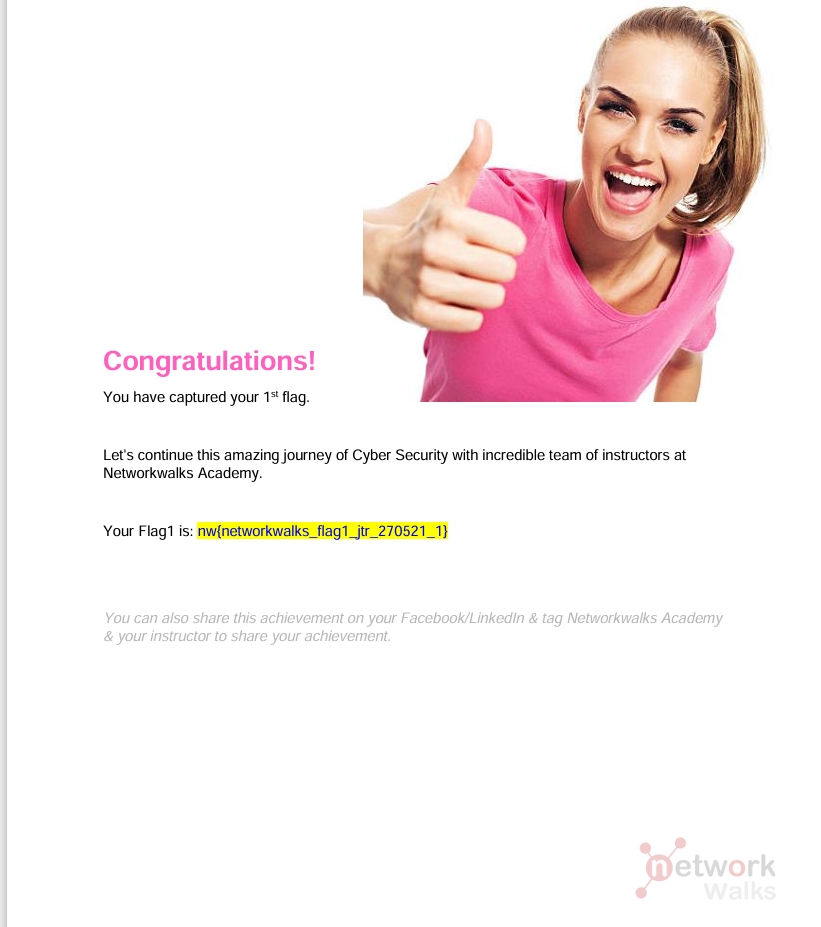 Congratulations!
You have captured your 1st flag.
Let's continue this amazing journey of Cyber Security with incredible team of instructors at
Networkwalks Academy.
Your Flag1 is: nw{networkwalks_flag1_jtr_270521_1}
You can also share this achievement on your Facebook/LinkedIn & tag Networkwalks Academy
& your instructor to share your achievement.
network
Walks